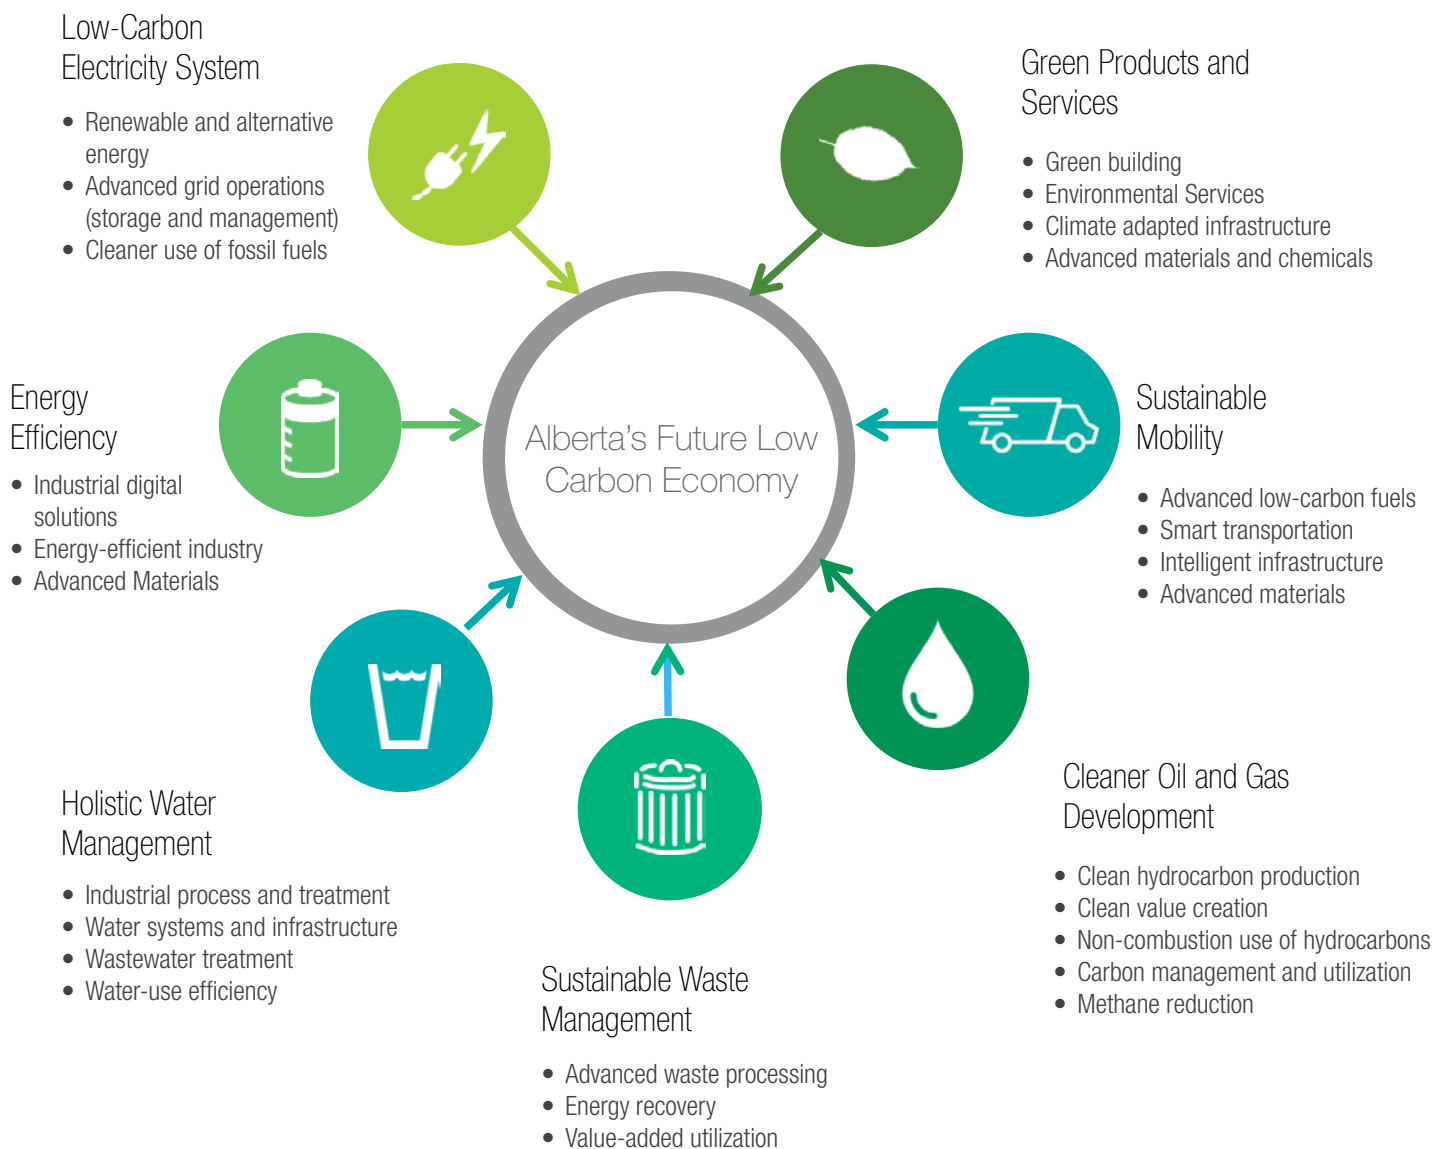 Low-Carbon
Electricity System
• Renewable and alternative
energy
• Advanced grid operations
(storage and management)
• Cleaner use of fossil fuels
Green Products and
Services
• Green building
• Environmental Services
• Climate adapted infrastructure
• Advanced materials and chemicals
Energy
Efficiency
• Industrial digital
solutions
• Energy-efficient industry
• Advanced Materials
Alberta's Future Low
Carbon Economy
Sustainable
Mobility
• Advanced low-carbon fuels
• Smart transportation
• Intelligent infrastructure
• Advanced materials
Holistic Water
Management
• Industrial process and treatment
• Water systems and infrastructure
• Wastewater treatment
• Water-use efficiency
Sustainable Waste
Management
• Advanced waste processing
• Energy recovery
• Value-added utilization
Cleaner Oil and Gas
Development
• Clean hydrocarbon production
• Clean value creation
• Non-combustion use of hydrocarbons
• Carbon management and utilization
• Methane reduction